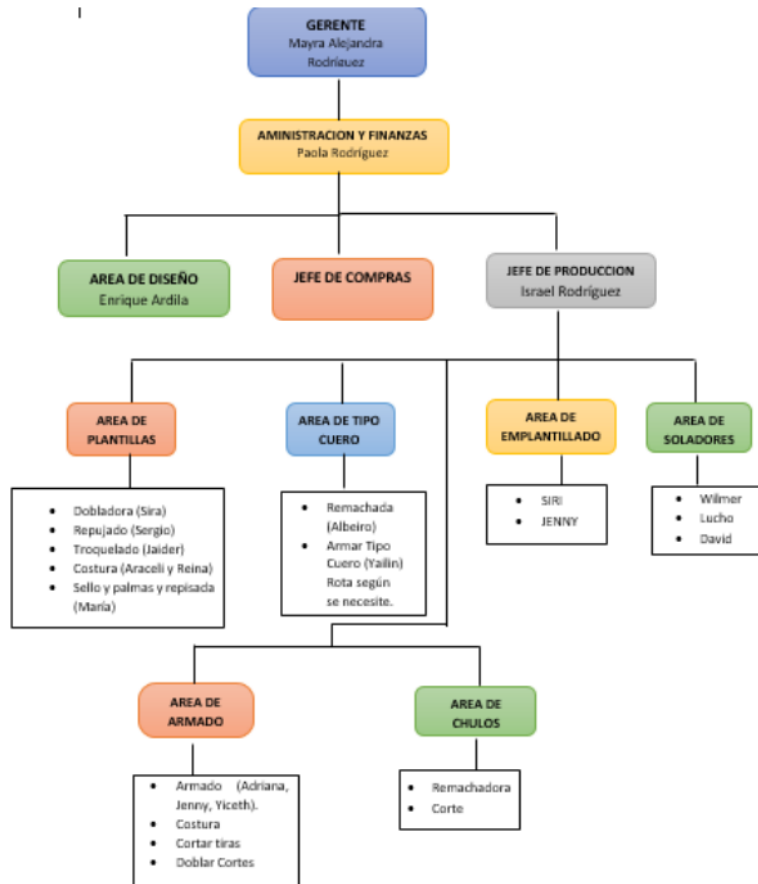 GERENTE
Mayra Alejandra
Rodríguez
AMINISTRACION Y FINANZAS
Paola Rodríguez
AREA DE DISEÑO
Enrique Ardila
JEFE DE COMPRAS
JEFE DE PRODUCCION
Israel Rodríguez
AREA DE
PLANTILLAS
AREA DE TIPO
CUERO
AREA DE
EMPLANTILLADO
AREA DE
SOLADORES
• Dobladora (Sira)
• Repujado (Sergio)
• Troquelado (Jaider)
• Costura (Araceli y Reina)
• Sello y palmas y repisada
(María)
• Remachada
(Albeiro)
• Armar Tipo
Cuero (Yailin)
Rota según
se necesite.
• SIRI
• JENNY
• Wilmer
• Lucho
• David
AREA DE
ARMADO
AREA DE
CHULOS
• Armado (Adriana,
Jenny, Yiceth).
• Costura
• Cortar tiras
• Doblar Cortes
• Remachadora
• Corte